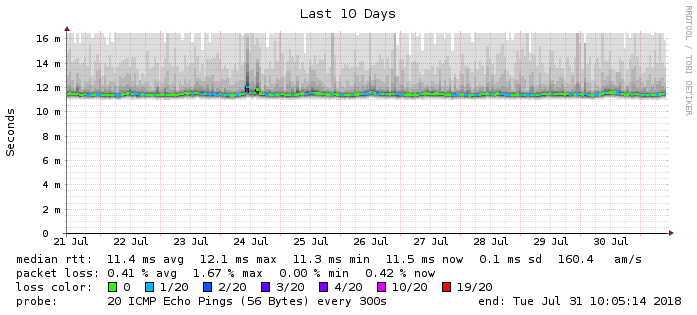 Last 10 Days
RRDTOOL / TOBI OETIKER
Seconds
16 m
14 m
12 m
10 m
8 m
6 m
4 m
2 m
0
21 Jul 22 Jul 23 Jul 24 Jul 25 Jul 26 Jul 27 Jul 28 Jul 29 Jul 30 Jul
median rtt: 11.4 ms avg 12.1 ms max 11.3 ms min 11.5 ms now 0.1 ms sd 160.4 am/s
packet loss: 0.41 % avg 1.67 % max 0.00 % min 0.42 % now
loss color: 0 1/20 2/20 3/20 4/20 10/20 19/20
probe: 20 ICMP Echo Pings (56 Bytes) every 300s end: Tue Jul 31 10:05:14 2018